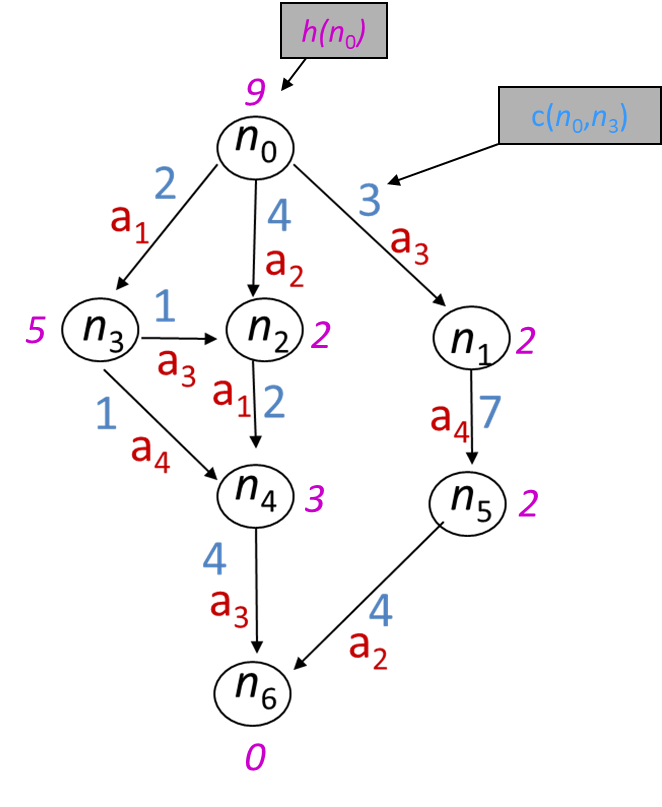 h(n₀)
9
c(n₀,n₃)
n₀
2
4
3
a₁
a₂
a₃
5
n₃
1
a₃
n₂
2
n₁
2
1
a₄
a₁
2
a₄
7
n₄
3
n₅
2
4
a₃
4
a₂
n₆
0